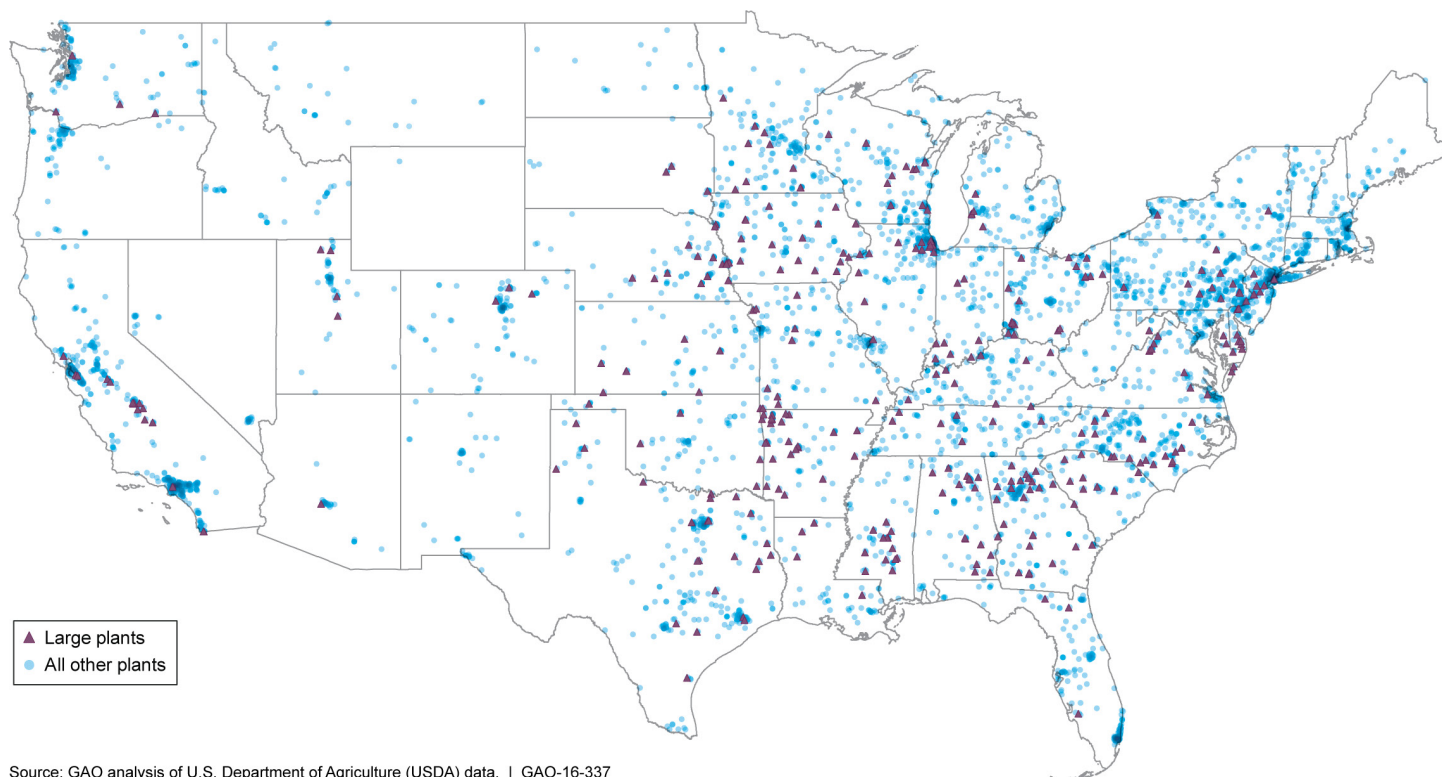 Large plants
All other plants
Source: GAO analysis of U.S. Department of Agriculture (USDA) data. | GAO-16-337